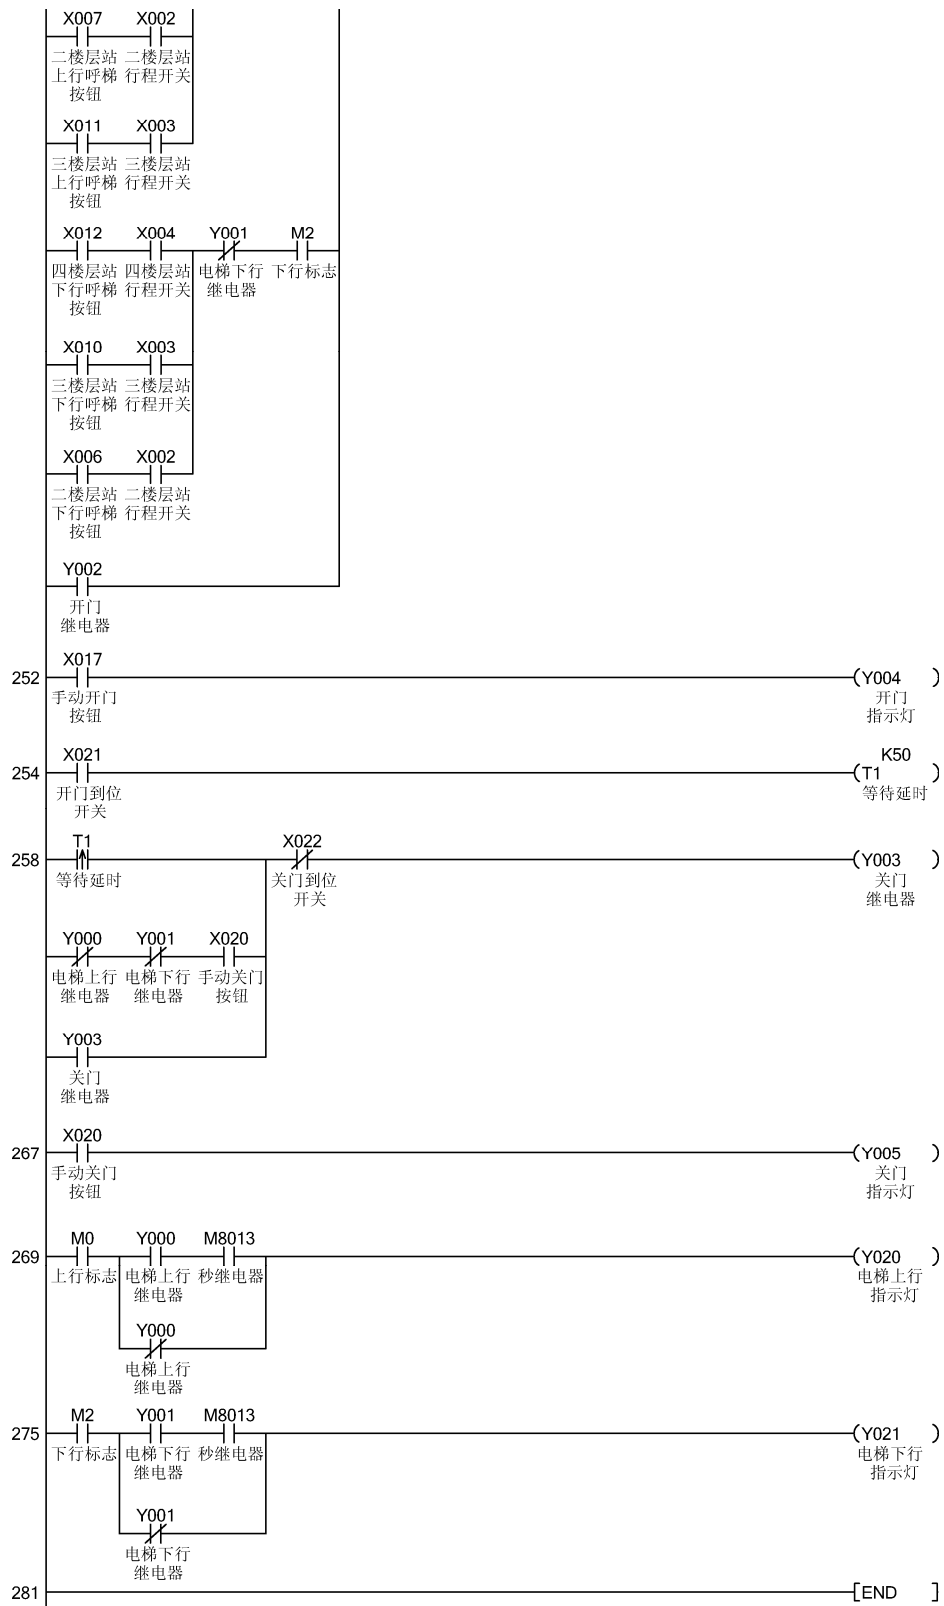 X007 X002
二楼层站 二楼层站
上行呼梯 行程开关
按钮
X011 X003
三楼层站 三楼层站
上行呼梯 行程开关
按钮
X012 X004 Y001 M2
四楼层站 四楼层站 电梯下行 下行标志
下行呼梯 行程开关 继电器
按钮
X010 X003
三楼层站 三楼层站
下行呼梯 行程开关
按钮
X006 X002
二楼层站 二楼层站
下行呼梯 行程开关
按钮
Y002
开门
继电器
X017
252 (Y004 )
手动开门 开门
按钮 指示灯
X021 K50
254 (T1 )
开门到位 等待延时
开关
T1 X022
258 (Y003 )
等待延时 关门到位 关门
开关 继电器
Y000 Y001 X020
电梯上行 电梯下行 手动关门
继电器 继电器 按钮
Y003
关门
继电器
X020
267 (Y005 )
手动关门 关门
按钮 指示灯
M0 Y000 M8013
269 (Y020 )
上行标志 电梯上行 秒继电器 电梯上行
继电器 指示灯
Y000
电梯上行
继电器
M2 Y001 M8013
275 (Y021 )
下行标志 电梯下行 秒继电器 电梯下行
继电器 指示灯
Y001
电梯下行
继电器
281 [END ]